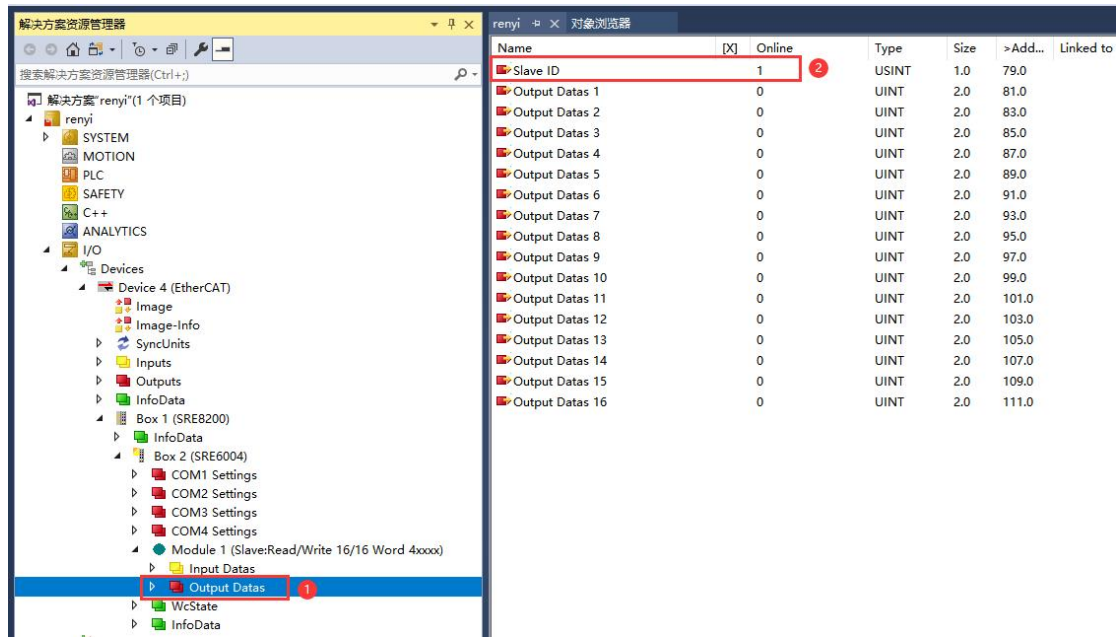 解决方案资源管理器
搜索解决方案资源管理器(Ctrl+;)
解决方案"renyi"(1 个项目)
renyi
SYSTEM
MOTION
PLC
SAFETY
C++
ANALYTICS
I/O
Devices
Device 4 (EtherCAT)
Image
Image-Info
SyncUnits
Inputs
Outputs
InfoData
Box 1 (SRE8200)
InfoData
Box 2 (SRE6004)
COM1 Settings
COM2 Settings
COM3 Settings
COM4 Settings
Module 1 (Slave:Read/Write 16/16 Word 4xxxx)
Input Datas
Output Datas 1
WcState
InfoData
renyi 对象浏览器
Name [X] Online Type Size >Add... Linked to
Slave ID 1 2 USINT 1.0 79.0
Output Datas 1 0 UINT 2.0 81.0
Output Datas 2 0 UINT 2.0 83.0
Output Datas 3 0 UINT 2.0 85.0
Output Datas 4 0 UINT 2.0 87.0
Output Datas 5 0 UINT 2.0 89.0
Output Datas 6 0 UINT 2.0 91.0
Output Datas 7 0 UINT 2.0 93.0
Output Datas 8 0 UINT 2.0 95.0
Output Datas 9 0 UINT 2.0 97.0
Output Datas 10 0 UINT 2.0 99.0
Output Datas 11 0 UINT 2.0 101.0
Output Datas 12 0 UINT 2.0 103.0
Output Datas 13 0 UINT 2.0 105.0
Output Datas 14 0 UINT 2.0 107.0
Output Datas 15 0 UINT 2.0 109.0
Output Datas 16 0 UINT 2.0 111.0